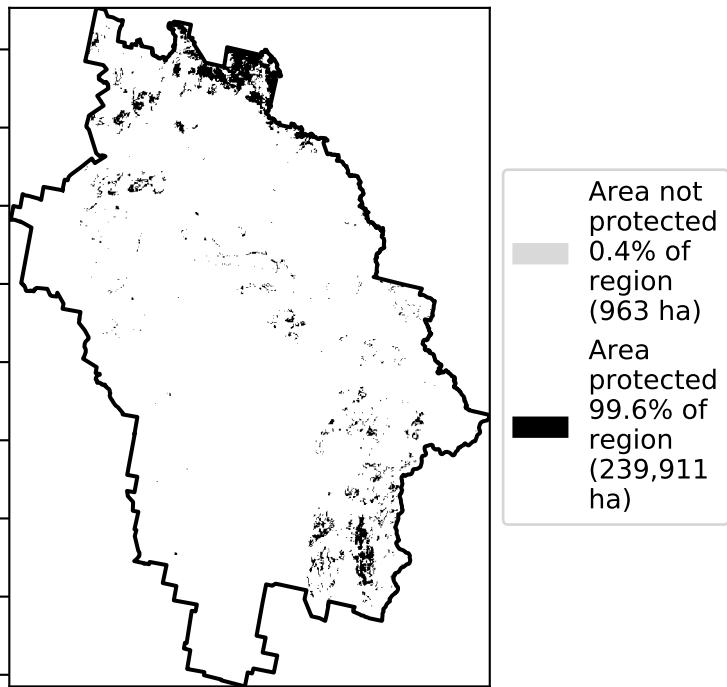 Area not
protected
0.4% of
region
(963 ha)
Area
protected
99.6% of
region
(239,911
ha)